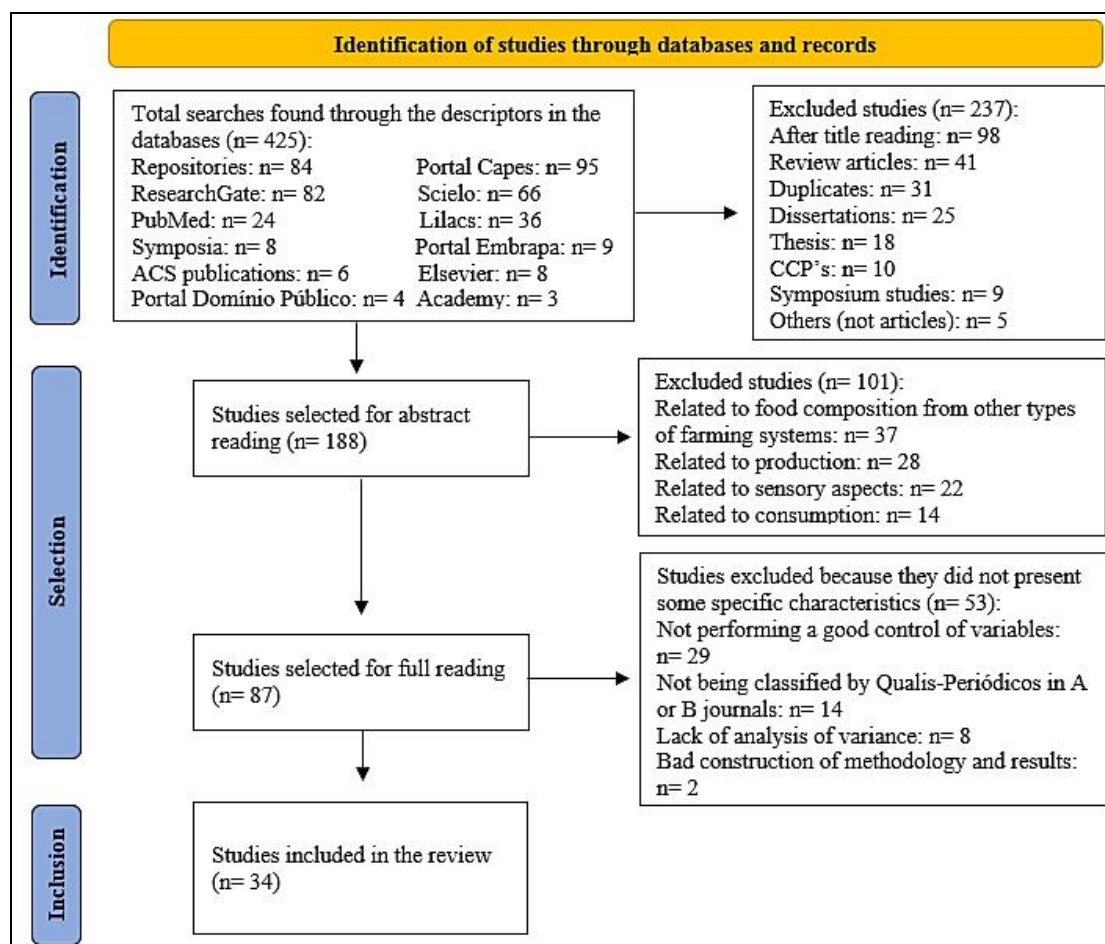 Identification of studies through databases and records
Identification
Total searches found through the descriptors in the
databases (n= 425):
Repositories: n= 84 Portal Capes: n= 95
ResearchGate: n= 82 Scielo: n= 66
PubMed: n= 24 Lilacs: n= 36
Symposia: n= 8 Portal Embrapa: n= 9
ACS publications: n= 6 Elsevier: n= 8
Portal Domínio Público: n= 4 Academy: n= 3
Excluded studies (n= 237):
After title reading: n= 98
Review articles: n= 41
Duplicates: n= 31
Dissertations: n= 25
Thesis: n= 18
CCP’s: n= 10
Symposium studies: n= 9
Others (not articles): n= 5
Selection
Studies selected for abstract
reading (n= 188)
Excluded studies (n= 101):
Related to food composition from other types
of farming systems: n= 37
Related to production: n= 28
Related to sensory aspects: n= 22
Related to consumption: n= 14
Studies selected for full reading
(n= 87)
Studies excluded because they did not present
some specific characteristics (n= 53):
Not performing a good control of variables:
n= 29
Not being classified by Qualis-Periódicos in A
or B journals: n= 14
Lack of analysis of variance: n= 8
Bad construction of methodology and results:
n= 2
Inclusion
Studies included in the review
(n= 34)